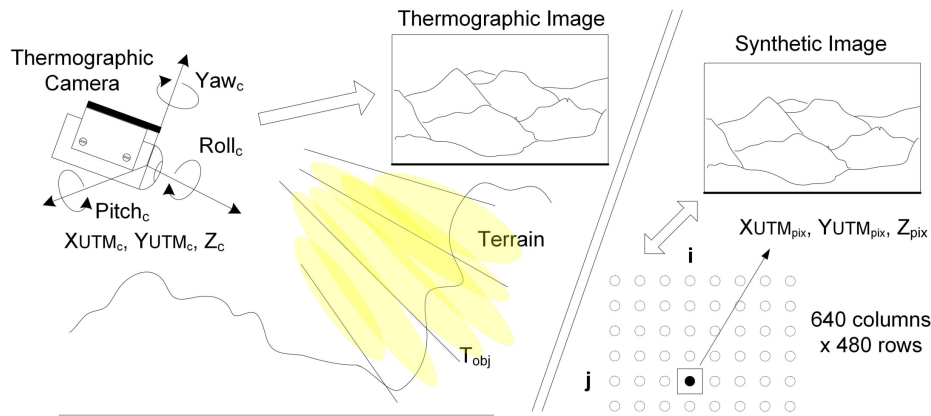 Thermographic Image
Synthetic Image
Thermographic
Camera
Yaw_c
Roll_c
Pitch_c
XUTM_c, YUTM_c, Z_c
Terrain
T_obj
XUTM_pix, YUTM_pix, Z_pix
i
640 columns
x 480 rows
j